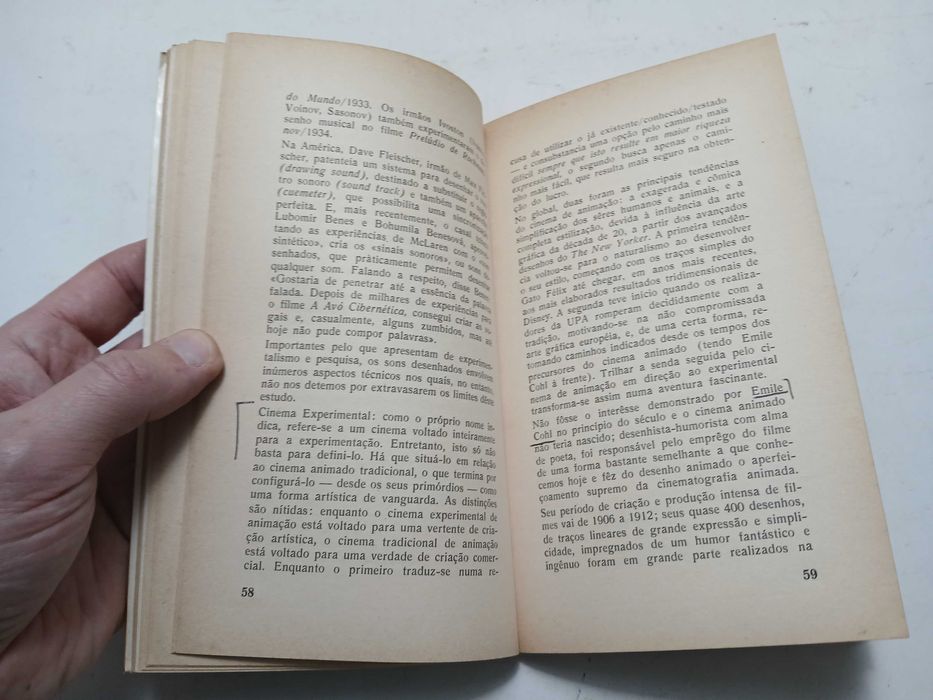 do Mundo/1933. Os irmãos Ivoston
Voinov, Sasonov) também experimentaram
senho musical no filme Prelúdio de
nov/1934.
Na América, Dave Fleischer, irmão de Max
scher, patenteia um sistema para desenhar
(drawing sound), destinado a substituir o
tro sonoro (sound track) e também um
(cuemeter), que possibilita uma
perfeita. E, mais recentemente, o casal
Lubomir Benes e Bohumila Benesová,
tando as experiências de McLaren com o
sintético», cria os «sinais sonoros», ou sons
senhados, que pràticamente permitem
qualquer som. Falando a respeito, disse
«Gostaria de penetrar até a essência da
falada. Depois de milhares de experiências para
o filme A Avó Cibernética, consegui criar as
gais e, casualmente, alguns zumbidos, mas até
hoje não pude compor palavras».
Importantes pelo que apresentam de experimen-
talismo e pesquisa, os sons desenhados envolvem
inúmeros aspectos técnicos nos quais, no entanto,
não nos detemos por extravasarem os limites dêste
estudo.
Cinema Experimental: como o próprio nome in-
dica, refere-se a um cinema voltado inteiramente
para a experimentação. Entretanto, isto só não
basta para defini-lo. Há que situá-lo em relação
ao cinema animado tradicional, o que termina por
configurá-lo — desde os seus primórdios — como
uma forma artística de vanguarda. As distinções
são nítidas: enquanto o cinema experimental de
animação está voltado para uma vertente de cria-
ção artística, o cinema tradicional de animação
está voltado para uma verdade de criação comer-
cial. Enquanto o primeiro traduz-se numa re-
58
cusa de utilizar o já existente/conhecido/testado
— e consubstancia uma opção pelo caminho mais
difícil sempre que isto resulte em maior riqueza
expressional, o segundo busca apenas o cami-
nho mais fácil, que resulta mais seguro na obten-
ção do lucro.
No global, duas foram as principais tendências
do cinema de animação: a exagerada e cômica
simplificação dos sêres humanos e animais, e a
completa estilização, devida à influência da arte
gráfica da década de 20, a partir dos avançados
desenhos do The New Yorker. A primeira tendên-
cia voltou-se para o naturalismo ao desenvolver
o seu estilo, começando com os traços simples do
Gato Félix até chegar, em anos mais recentes,
aos mais elaborados resultados tridimensionais de
Disney. A segunda teve início quando os realiza-
dores da UPA romperam decididamente com a
tradição, motivando-se na não compromissada
arte gráfica européia, e, de uma certa forma, re-
tomando caminhos indicados desde os tempos dos
precursores do cinema animado (tendo Emile
Cohl à frente). Trilhar a senda seguida pelo ci-
nema de animação em direção ao experimental
transforma-se assim numa aventura fascinante.
Não fôsse o interêsse demonstrado por Emile
Cohl no princípio do século e o cinema animado
não teria nascido; desenhista-humorista com alma
de poeta, foi responsável pelo emprêgo do filme
de uma forma bastante semelhante a que conhe-
cemos hoje e fêz do desenho animado o aperfei-
çoamento supremo da cinematografia animada.
Seu período de criação e produção intensa de fil-
mes vai de 1906 a 1912; seus quase 400 desenhos,
de traços lineares de grande expressão e simpli-
cidade, impregnados de um humor fantástico e
ingênuo foram em grande parte realizados na
59